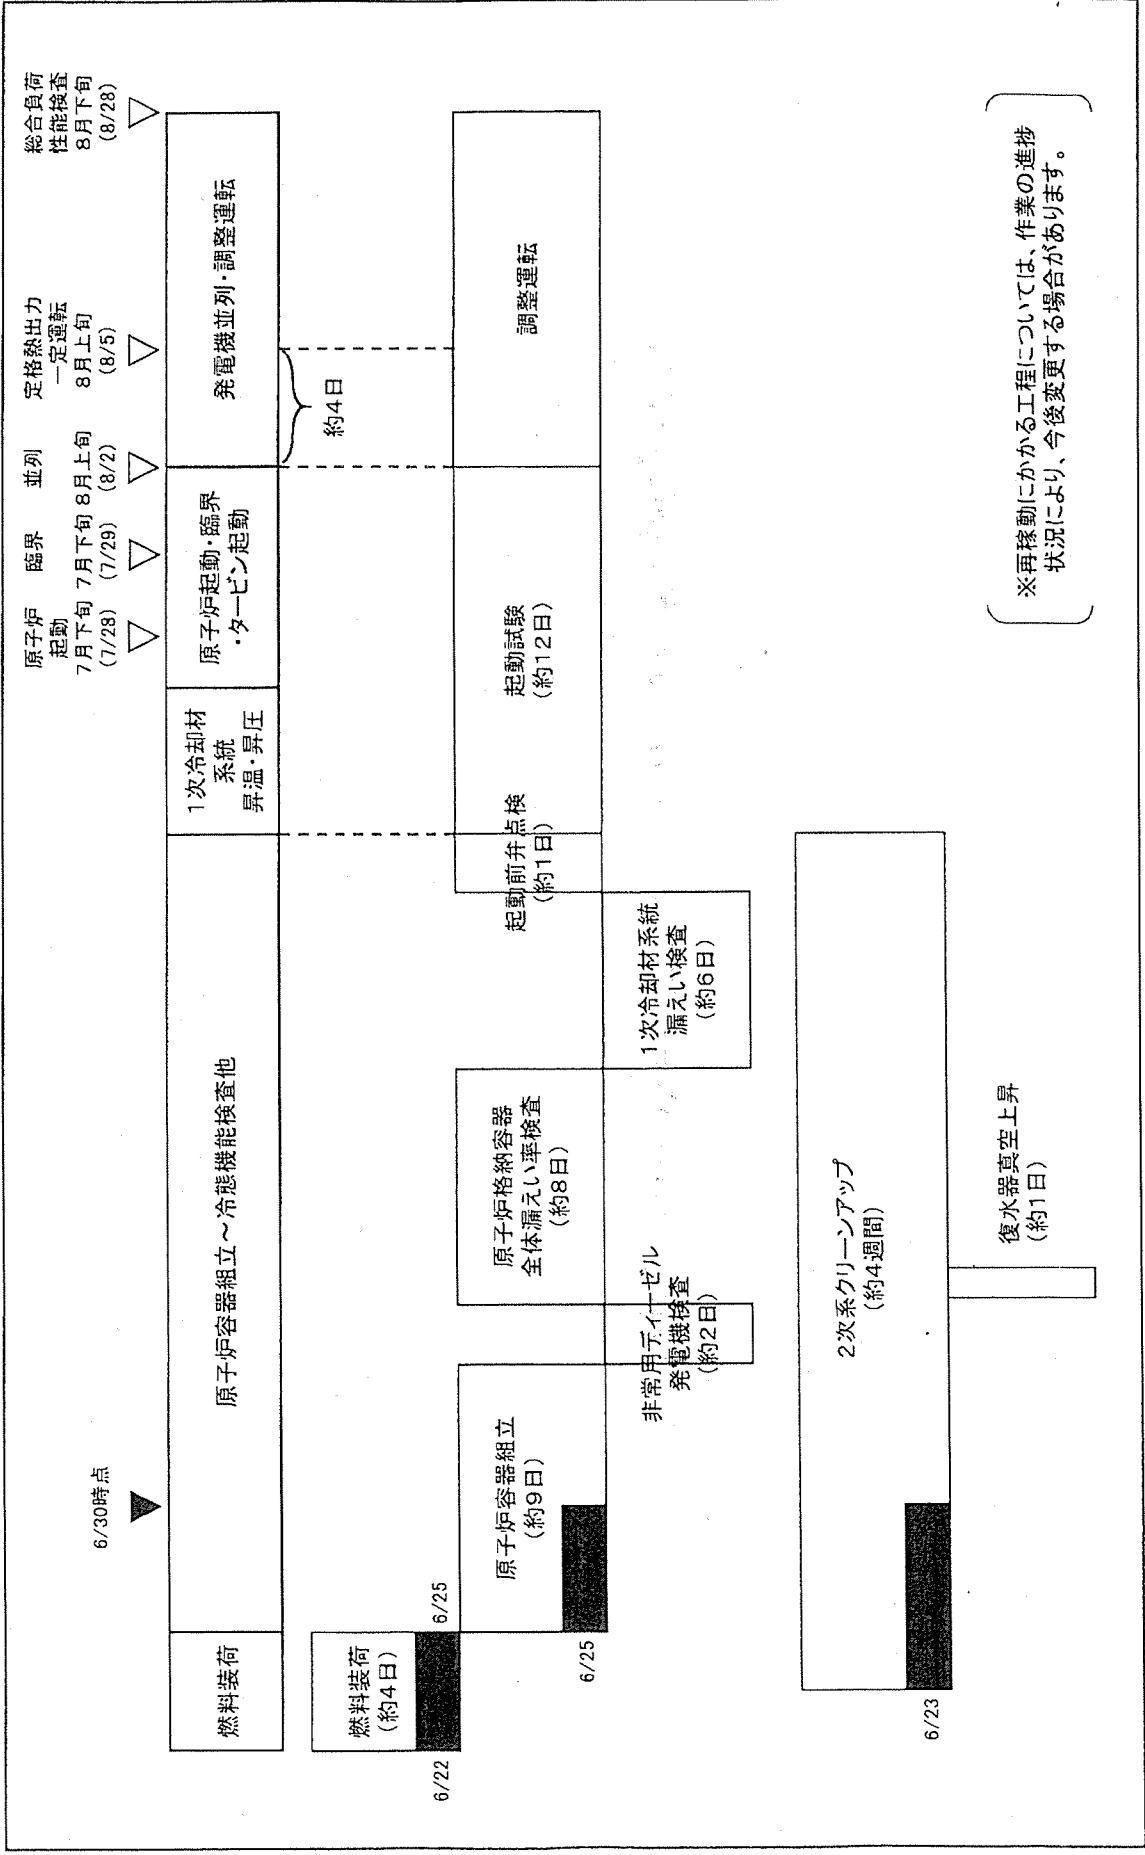 6/30時点
原子炉
起動
7月下旬
(7/28)
臨界
7月下旬
(7/29)
並列
8月上旬
(8/2)
定格熱出力
一定運転
8月上旬
(8/5)
総合負荷
性能検査
8月下旬
(8/28)
燃料装荷
原子炉容器組立～冷態機能検査他
1次冷却材
系統
昇温・昇圧
原子炉起動・臨界
・タービン起動
発電機並列・調整運転
約4日
燃料装荷
(約4日)
6/22
6/25
原子炉容器組立
(約9日)
6/25
原子炉格納容器
全体漏えい率検査
(約8日)
起動前弁点検
(約1日)
起動試験
(約12日)
調整運転
非常用ディーゼル
発電機検査
(約2日)
1次冷却材系統
漏えい検査
(約6日)
2次系クリーンアップ
(約4週間)
6/23
復水器真空上昇
(約1日)
※再稼動にかかる工程については、作業の進捗
状況により、今後変更する場合があります。